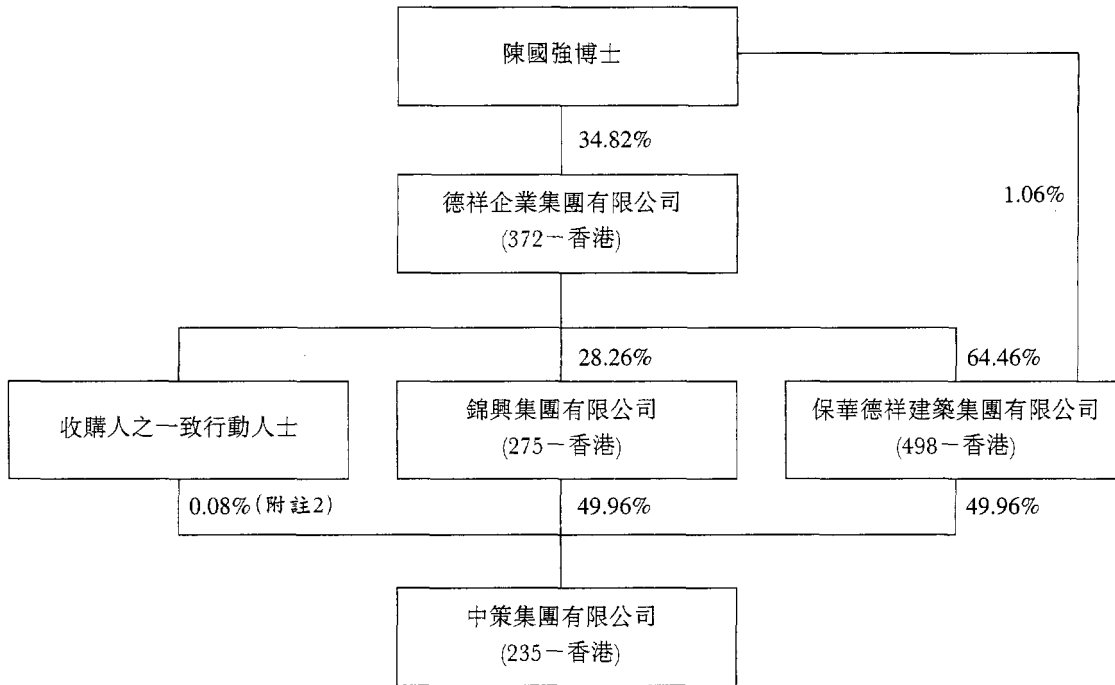 陳國強博士
34.82%
1.06%
德祥企業集團有限公司
(372－香港)
28.26%
64.46%
收購人之一致行動人士
錦興集團有限公司
(275－香港)
保華德祥建築集團有限公司
(498－香港)
0.08%(附註2)
49.96%
49.96%
中策集團有限公司
(235－香港)